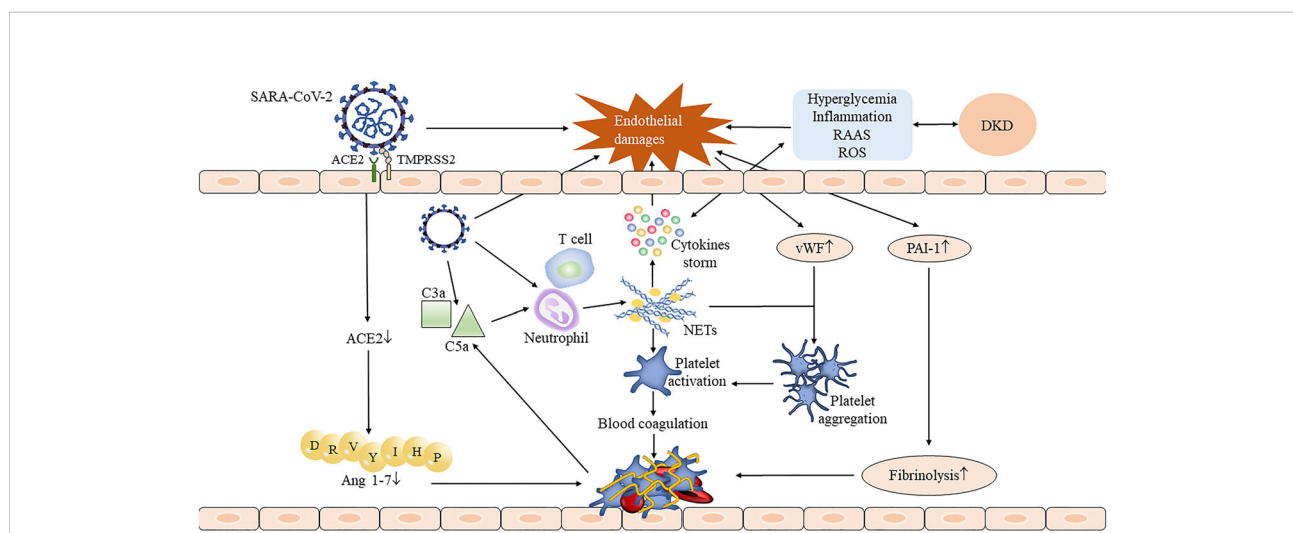 SARA-CoV-2
ACE2
TMPRSS2
Endothelial
damages
Hyperglycemia
Inflammation
RAAS
ROS
DKD
T cell
Cytokines
storm
vWF↑
PAI-1↑
C3a
C5a
Neutrophil
NETs
ACE2↓
Platelet
activation
Platelet
aggregation
Blood coagulation
D R V Y I H P
Ang 1-7↓
Fibrinolysis↑